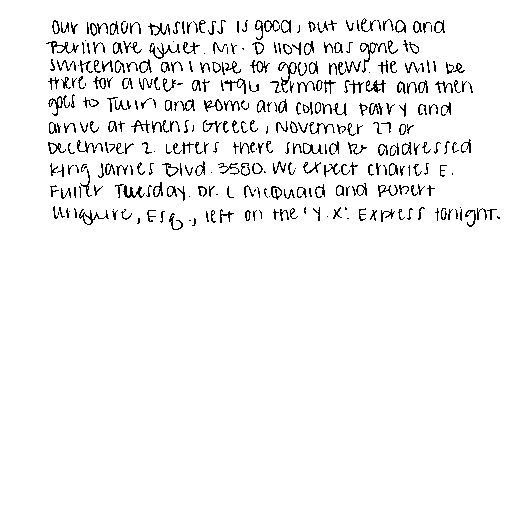 our london business is good, but vienna and
Berlin are quiet. Mr. D lloyd has gone to
Switzerland an I hope for good news. He will be
there for a week at 1496 zermott street and then
goes to Turin and Rome and colonel parry and
arrive at Athens, Greece, November 27 or
December 2. Letters there should be addressed
King James Blvd. 3580. We expect charles E.
Fuller Tuesday. Dr. L McQuaid and Robert
Unquire, Esq., left on the 'Y.X'. Express tonight.